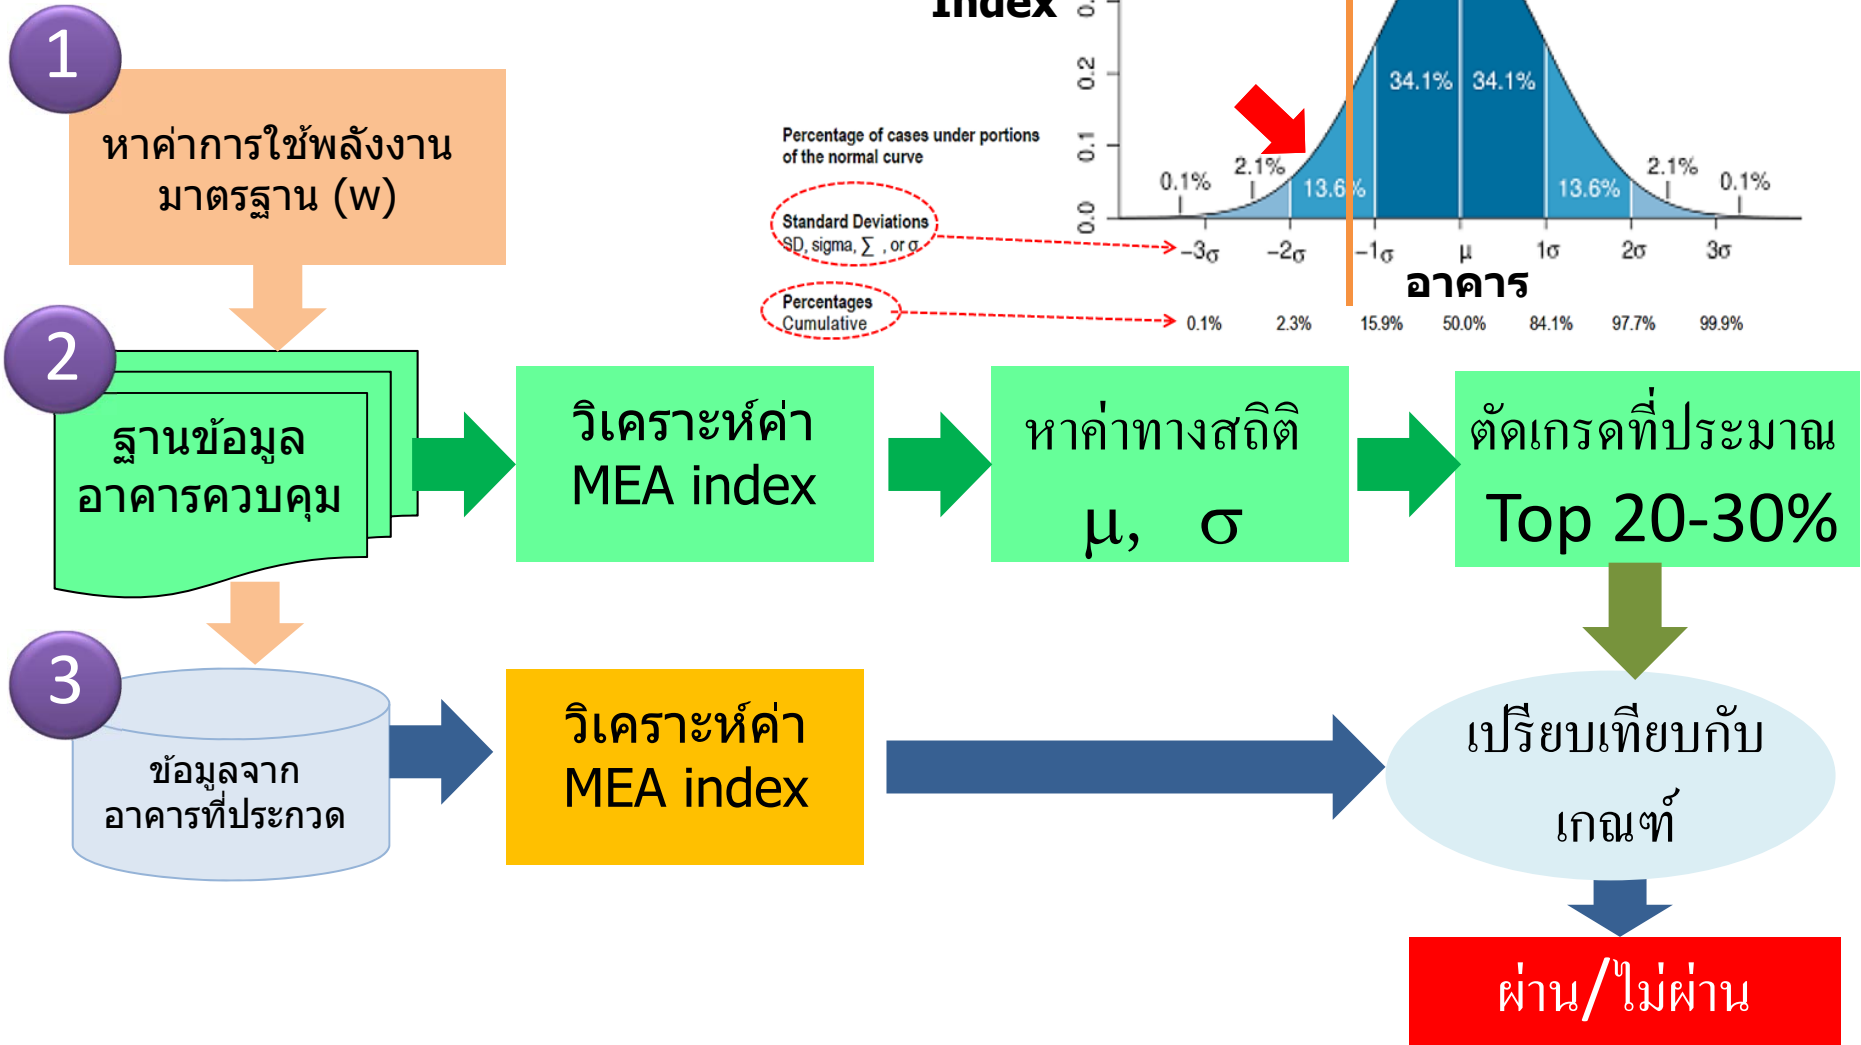 1
หาค่าการใช้พลังงาน
มาตรฐาน (w)
Index
0.2
0.1
0.0
34.1% 34.1%
0.1% 2.1% 13.6% 13.6% 2.1% 0.1%
−3σ −2σ −1σ μ 1σ 2σ 3σ
อาคาร
Percentage of cases under portions
of the normal curve
Standard Deviations
SD, sigma, ∑ , or σ
Percentages
Cumulative
0.1% 2.3% 15.9% 50.0% 84.1% 97.7% 99.9%
2
ฐานข้อมูล
อาคารควบคุม
วิเคราะห์ค่า
MEA index
หาค่าทางสถิติ
μ, σ
ตัดเกรดที่ประมาณ
Top 20-30%
3
ข้อมูลจาก
อาคารที่ประกวด
วิเคราะห์ค่า
MEA index
เปรียบเทียบกับ
เกณฑ์
ผ่าน/ไม่ผ่าน